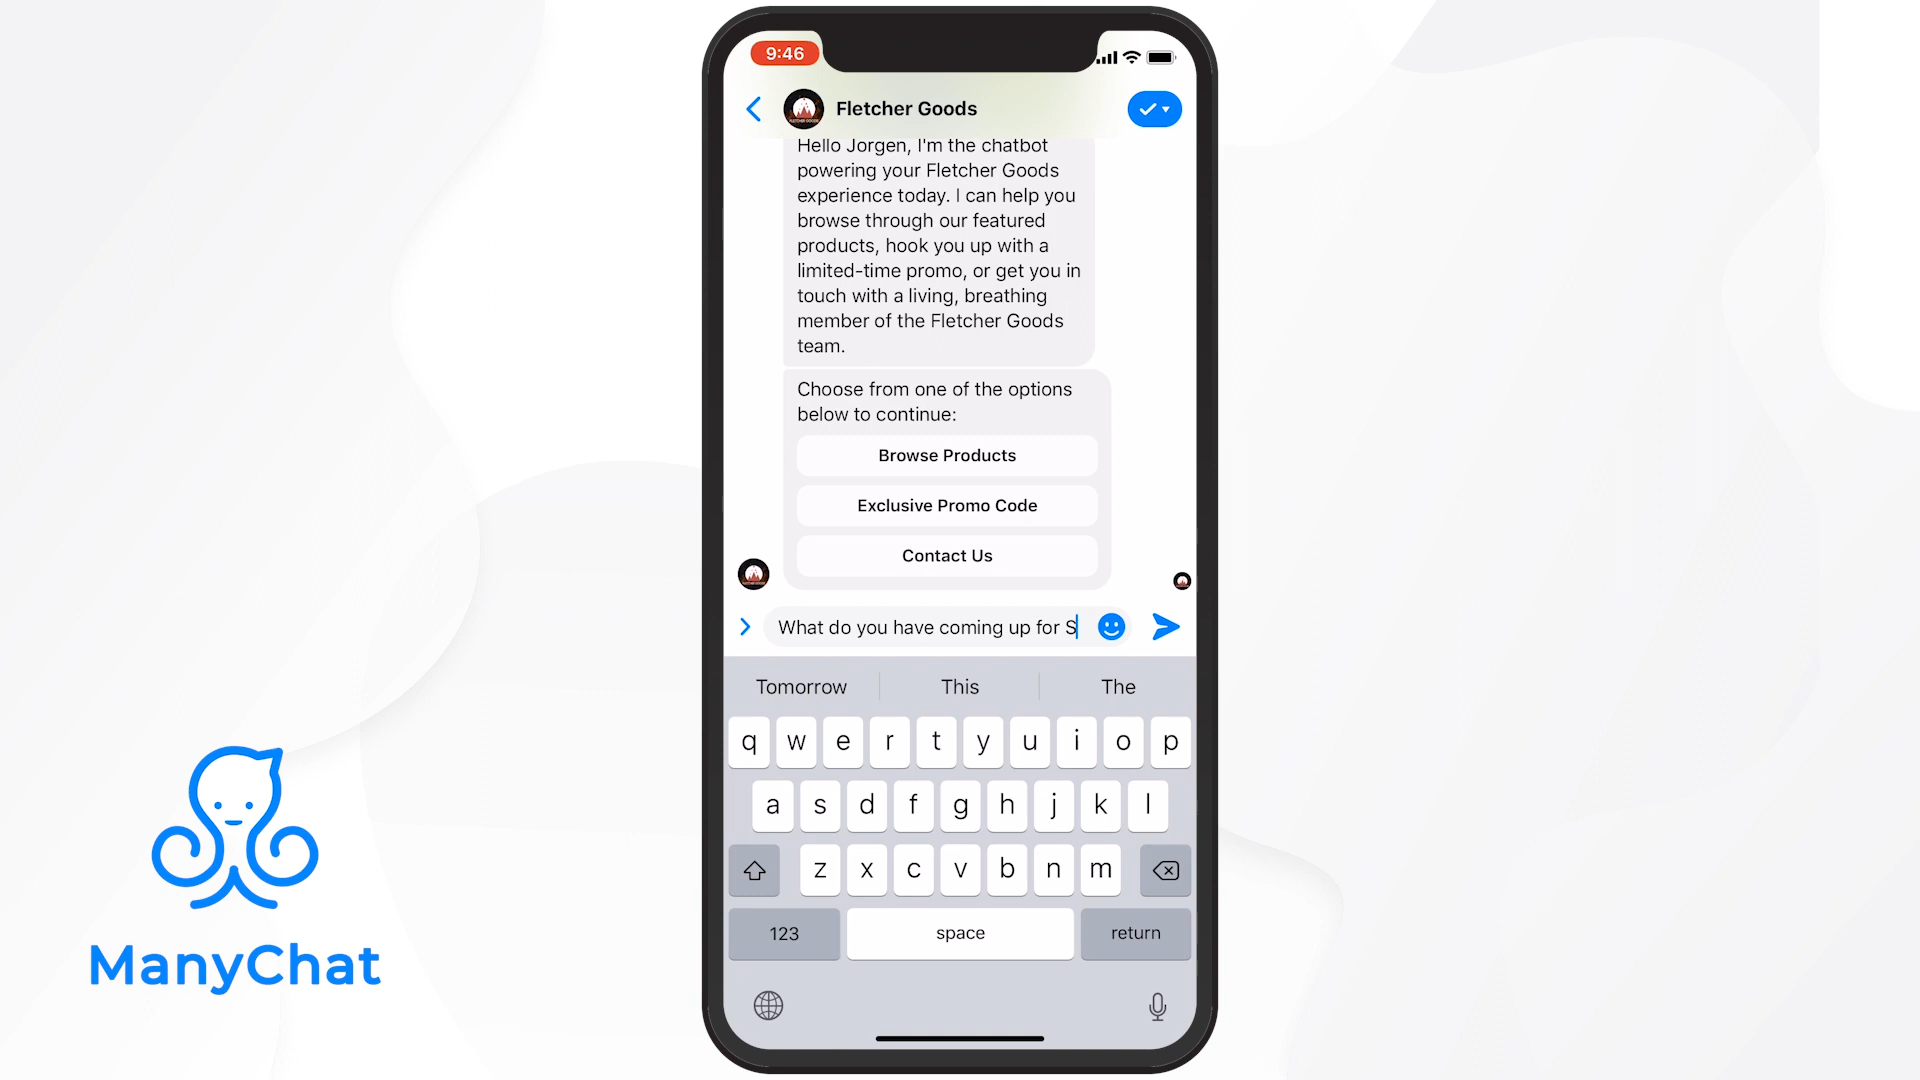 9:46
Fletcher Goods
Hello Jorgen, I'm the chatbot
powering your Fletcher Goods
experience today. I can help you
browse through our featured
products, hook you up with a
limited-time promo, or get you in
touch with a living, breathing
member of the Fletcher Goods
team.
Choose from one of the options
below to continue:
Browse Products
Exclusive Promo Code
Contact Us
What do you have coming up for S
Tomorrow This The
q w e r t y u i o p
a s d f g h j k l
z x c v b n m
123 space return
ManyChat